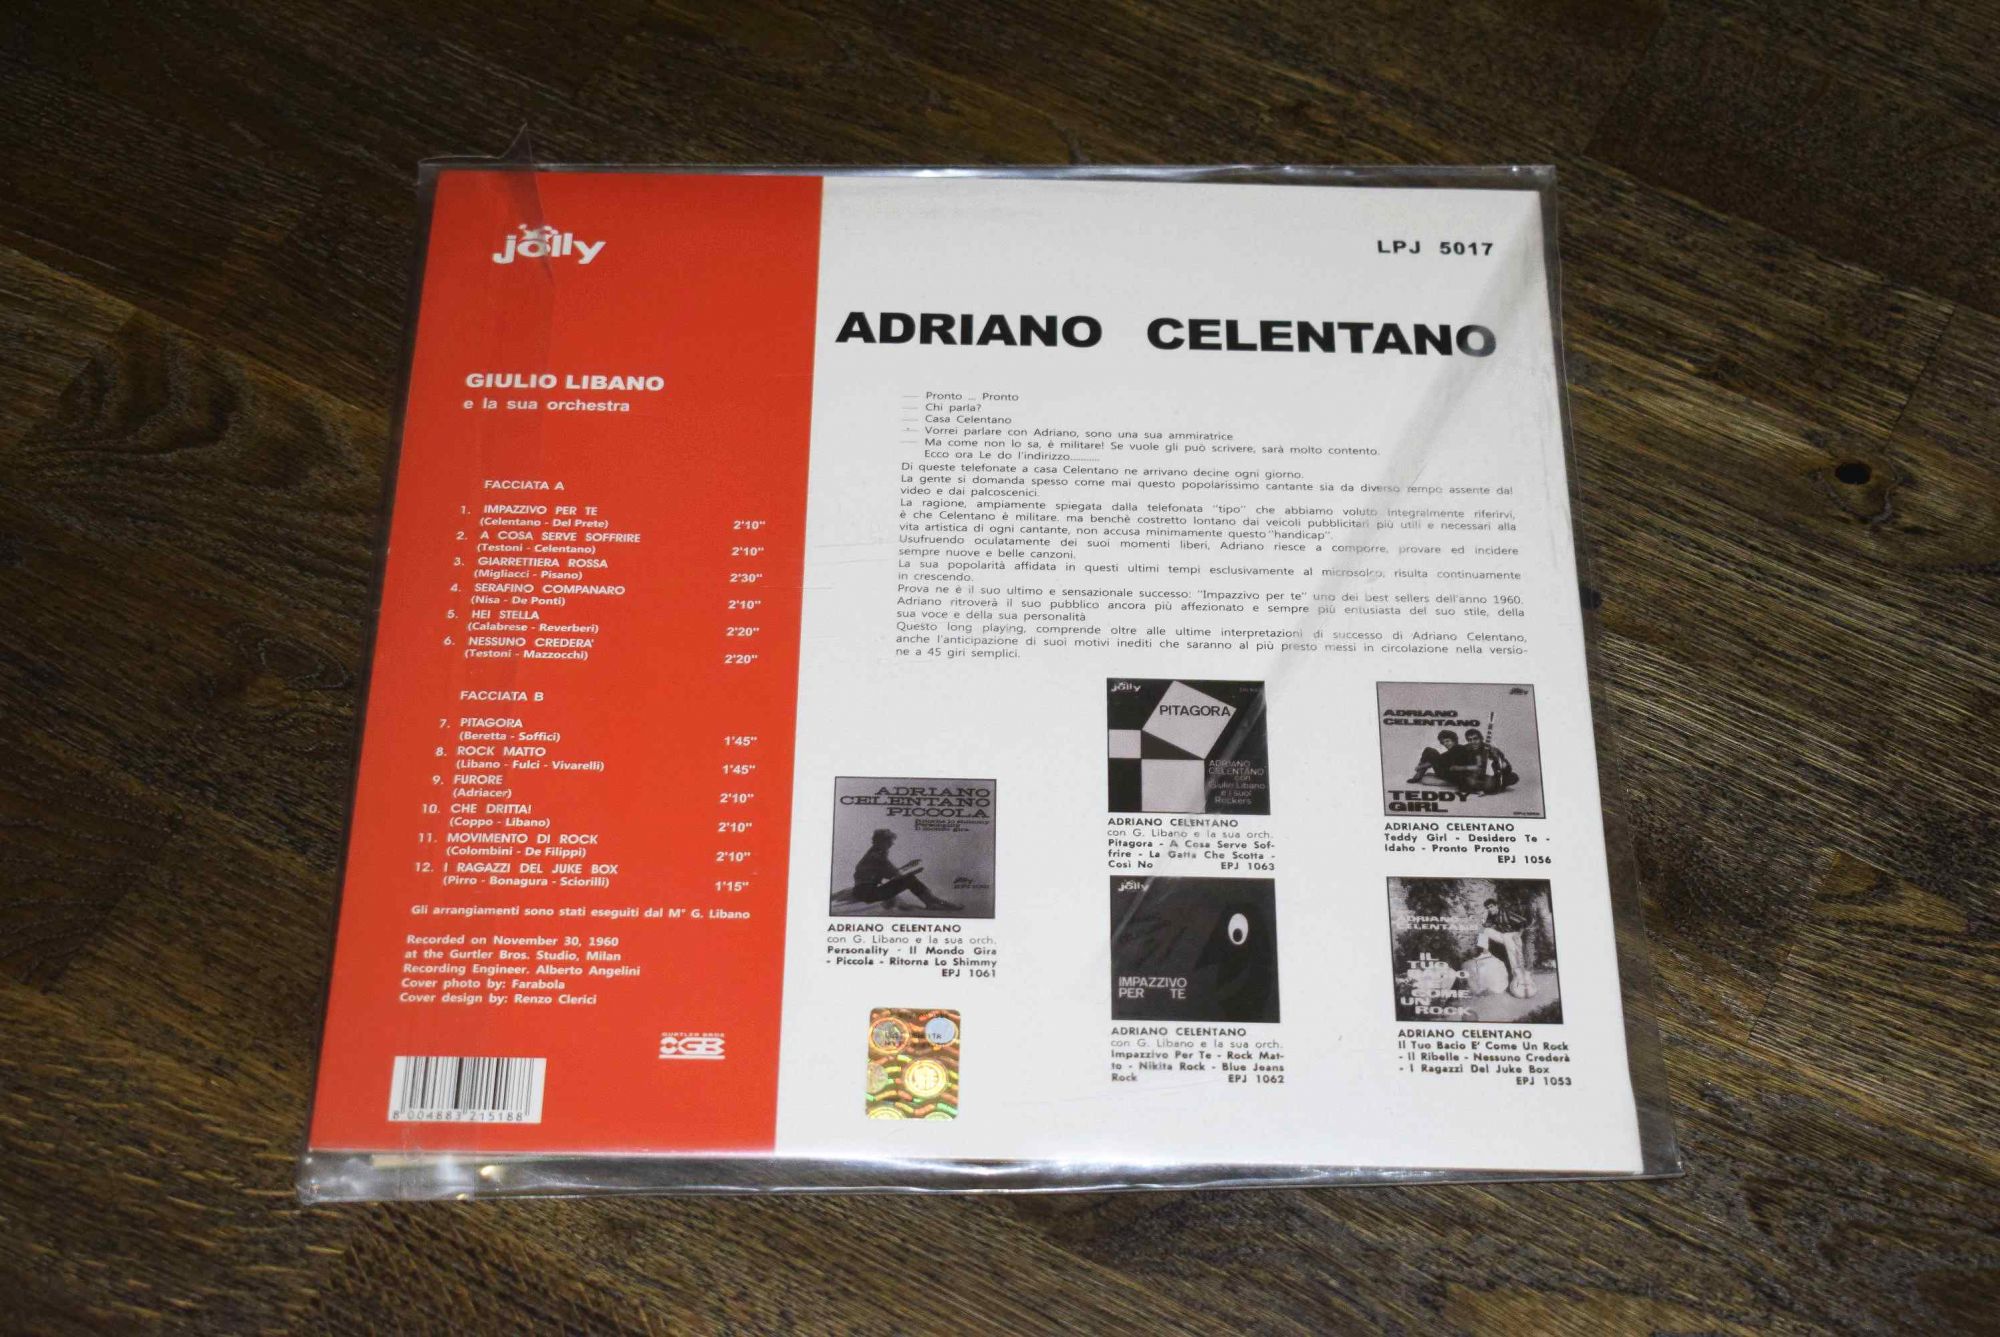 jolly
LPJ 5017
ADRIANO CELENTANO
GIULIO LIBANO
e la sua orchestra
FACCIATA A
1. IMPAZZIVO PER TE
(Celentano - Del Prete) 2'10"
2. A COSA SERVE SOFFRIRE
(Testoni - Celentano) 2'10"
3. GIARRETTIERA ROSSA
(Migliacci - Pisano) 2'30"
4. SERAFINO COMPANARO
(Nisa - De Ponti) 2'10"
5. HEI STELLA
(Calabrese - Reverberi) 2'20"
6. NESSUNO CREDERA'
(Testoni - Mazzocchi) 2'20"
FACCIATA B
7. PITAGORA
(Beretta - Soffici) 1'45"
8. ROCK MATTO
(Libano - Fulci - Vivarelli) 1'45"
9. FURORE
(Adriacer) 2'10"
10. CHE DRITTA!
(Coppo - Libano) 2'10"
11. MOVIMENTO DI ROCK
(Colombini - De Filippi) 2'10"
12. I RAGAZZI DEL JUKE BOX
(Pirro - Bonagura - Sciorilli) 1'15"
Gli arrangiamenti sono stati eseguiti dal M° G. Libano
Recorded on November 30, 1960
at the Gurtler Bros. Studio, Milan
Recording Engineer. Alberto Angelini
Cover photo by: Farabola
Cover design by: Renzo Clerici
GURTLER BROS
GB
8 004883 215188
— Pronto ... Pronto
— Chi parla?
— Casa Celentano
— Vorrei parlare con Adriano, sono una sua ammiratrice
— Ma come non lo sa, è militare! Se vuole gli può scrivere, sarà molto contento.
Ecco ora Le do l'indirizzo..........
Di queste telefonate a casa Celentano ne arrivano decine ogni giorno.
La gente si domanda spesso come mai questo popolarissimo cantante sia da diverso tempo assente dal
video e dai palcoscenici.
La ragione, ampiamente spiegata dalla telefonata "tipo" che abbiamo voluto integralmente riferirvi,
è che Celentano è militare. ma benchè costretto lontano dai veicoli pubblicitari più utili e necessari alla
vita artistica di ogni cantante, non accusa minimamente questo "handicap".
Usufruendo oculatamente dei suoi momenti liberi, Adriano riesce a comporre, provare ed incidere
sempre nuove e belle canzoni.
La sua popolarità affidata in questi ultimi tempi esclusivamente al microsolco, risulta continuamente
in crescendo.
Prova ne è il suo ultimo e sensazionale successo: "Impazzivo per te" uno dei best sellers dell'anno 1960.
Adriano ritroverà il suo pubblico ancora più affezionato e sempre più entusiasta del suo stile, della
sua voce e della sua personalità
Questo long playing, comprende oltre alle ultime interpretazioni di successo di Adriano Celentano,
anche l'anticipazione di suoi motivi inediti che saranno al più presto messi in circolazione nella versio-
ne a 45 giri semplici.
ADRIANO
CELENTANO
PICCOLA
ADRIANO CELENTANO
con G. Libano e la sua orch.
Personality - Il Mondo Gira
- Piccola - Ritorna Lo Shimmy
EPJ 1061
jolly
PITAGORA
ADRIANO
CELENTANO
con
Giulio Libano
e i suoi
Rockers
ADRIANO CELENTANO
con G. Libano e la sua orch.
Pitagora - A Cosa Serve Sof-
frire - La Gatta Che Scotta -
Così No EPJ 1063
jolly
IMPAZZIVO
PER TE
ADRIANO CELENTANO
con G. Libano e la sua orch.
Impazzivo Per Te - Rock Mat-
to - Nikita Rock - Blue Jeans
Rock EPJ 1062
jolly
ADRIANO
CELENTANO
TEDDY
GIRL
ADRIANO CELENTANO
Teddy Girl - Desidero Te -
Idaho - Pronto Pronto
EPJ 1056
ADRIANO
CELENTANO
IL
TUO
BACIO
E' COME
UN
ROCK
ADRIANO CELENTANO
Il Tuo Bacio E' Come Un Rock
- Il Ribelle - Nessuno Crederà
- I Ragazzi Del Juke Box
EPJ 1053